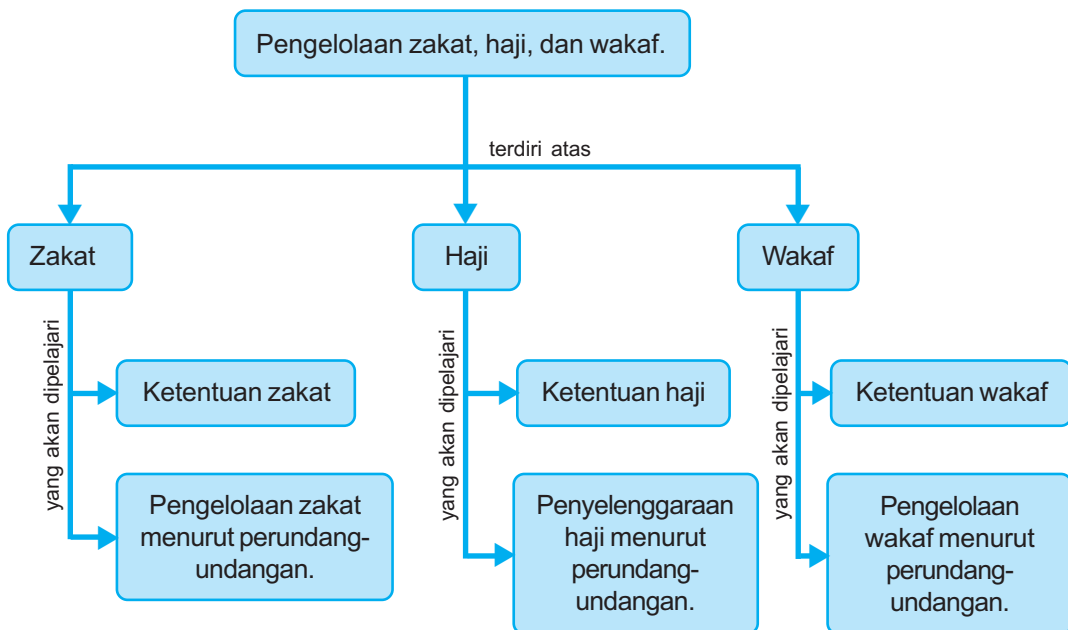 Pengelolaan zakat, haji, dan wakaf.
terdiri atas
Zakat
Haji
Wakaf
yang akan dipelajari
Ketentuan zakat
Pengelolaan zakat
menurut perundang-
undangan.
yang akan dipelajari
Ketentuan haji
Penyelenggaraan
haji menurut
perundang-
undangan.
yang akan dipelajari
Ketentuan wakaf
Pengelolaan
wakaf menurut
perundang-
undangan.